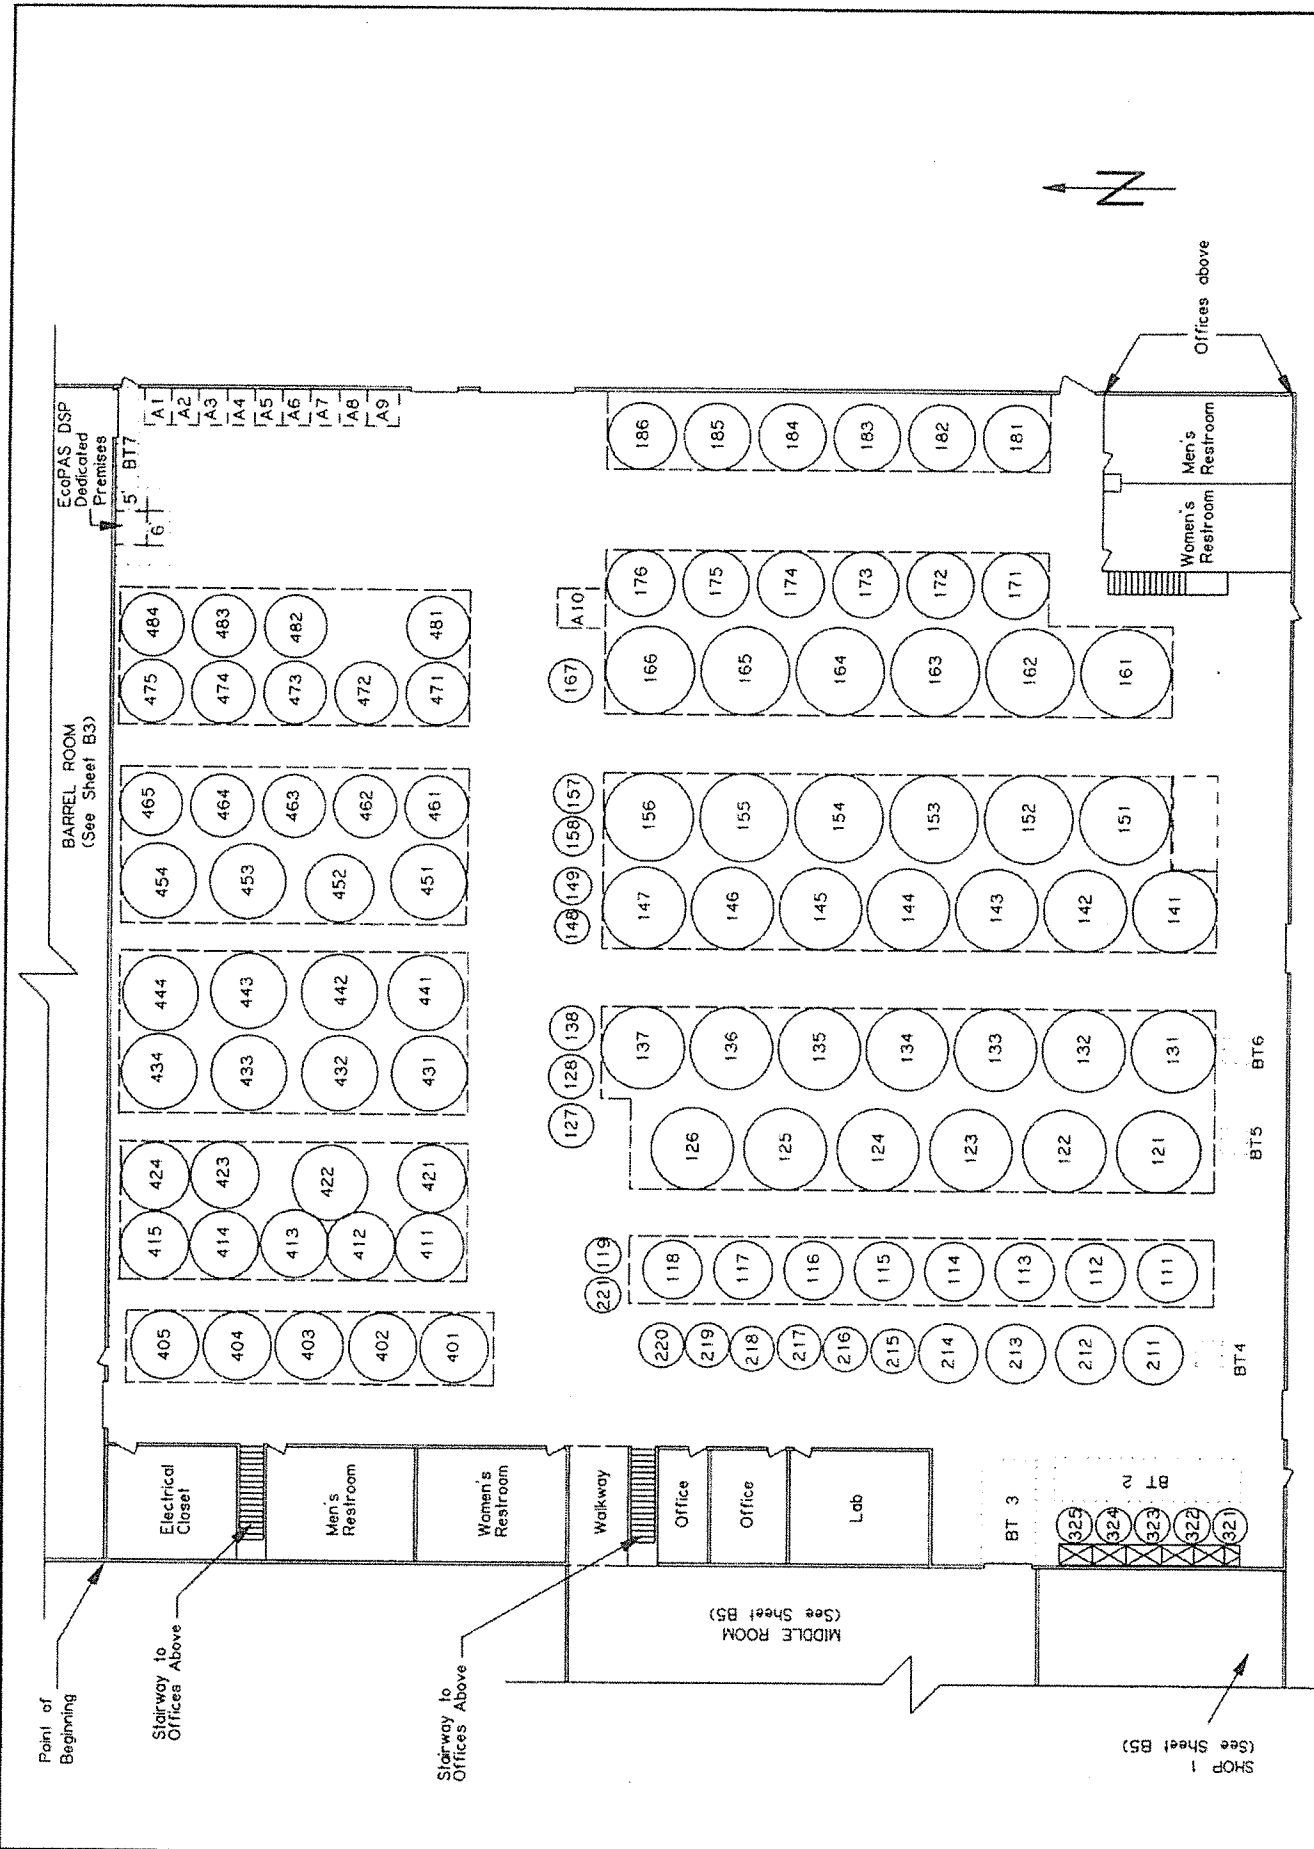 Point of
Beginning
Stairway to
Offices Above
Stairway to
Offices Above
SHOP 1
(See Sheet B5)
MIDDLE ROOM
(See Sheet B5)
BARREL ROOM
(See Sheet B3)
EcoPAS DSP
Dedicated
Premises
Electrical
Closet
Men's
Restroom
Women's
Restroom
Walkway
Office
Office
Lab
BT 3
BT 2
325
324
323
322
321
405
404
403
402
401
415
414
413
412
411
424
423
422
421
434
433
432
431
444
443
442
441
454
453
452
451
465
464
463
462
461
475
474
473
472
471
484
483
482
481
6'
5'
BT7
A1
A2
A3
A4
A5
A6
A7
A8
A9
220
219
218
217
216
215
214
213
212
211
BT4
221
119
118
117
116
115
114
113
112
111
127
128
138
126
125
124
123
122
121
BT5
137
136
135
134
133
132
131
BT6
148
149
158
157
147
146
145
144
143
142
141
156
155
154
153
152
151
167
A10
166
165
164
163
162
161
176
175
174
173
172
171
186
185
184
183
182
181
Women's
Restroom
Men's
Restroom
Offices above
N